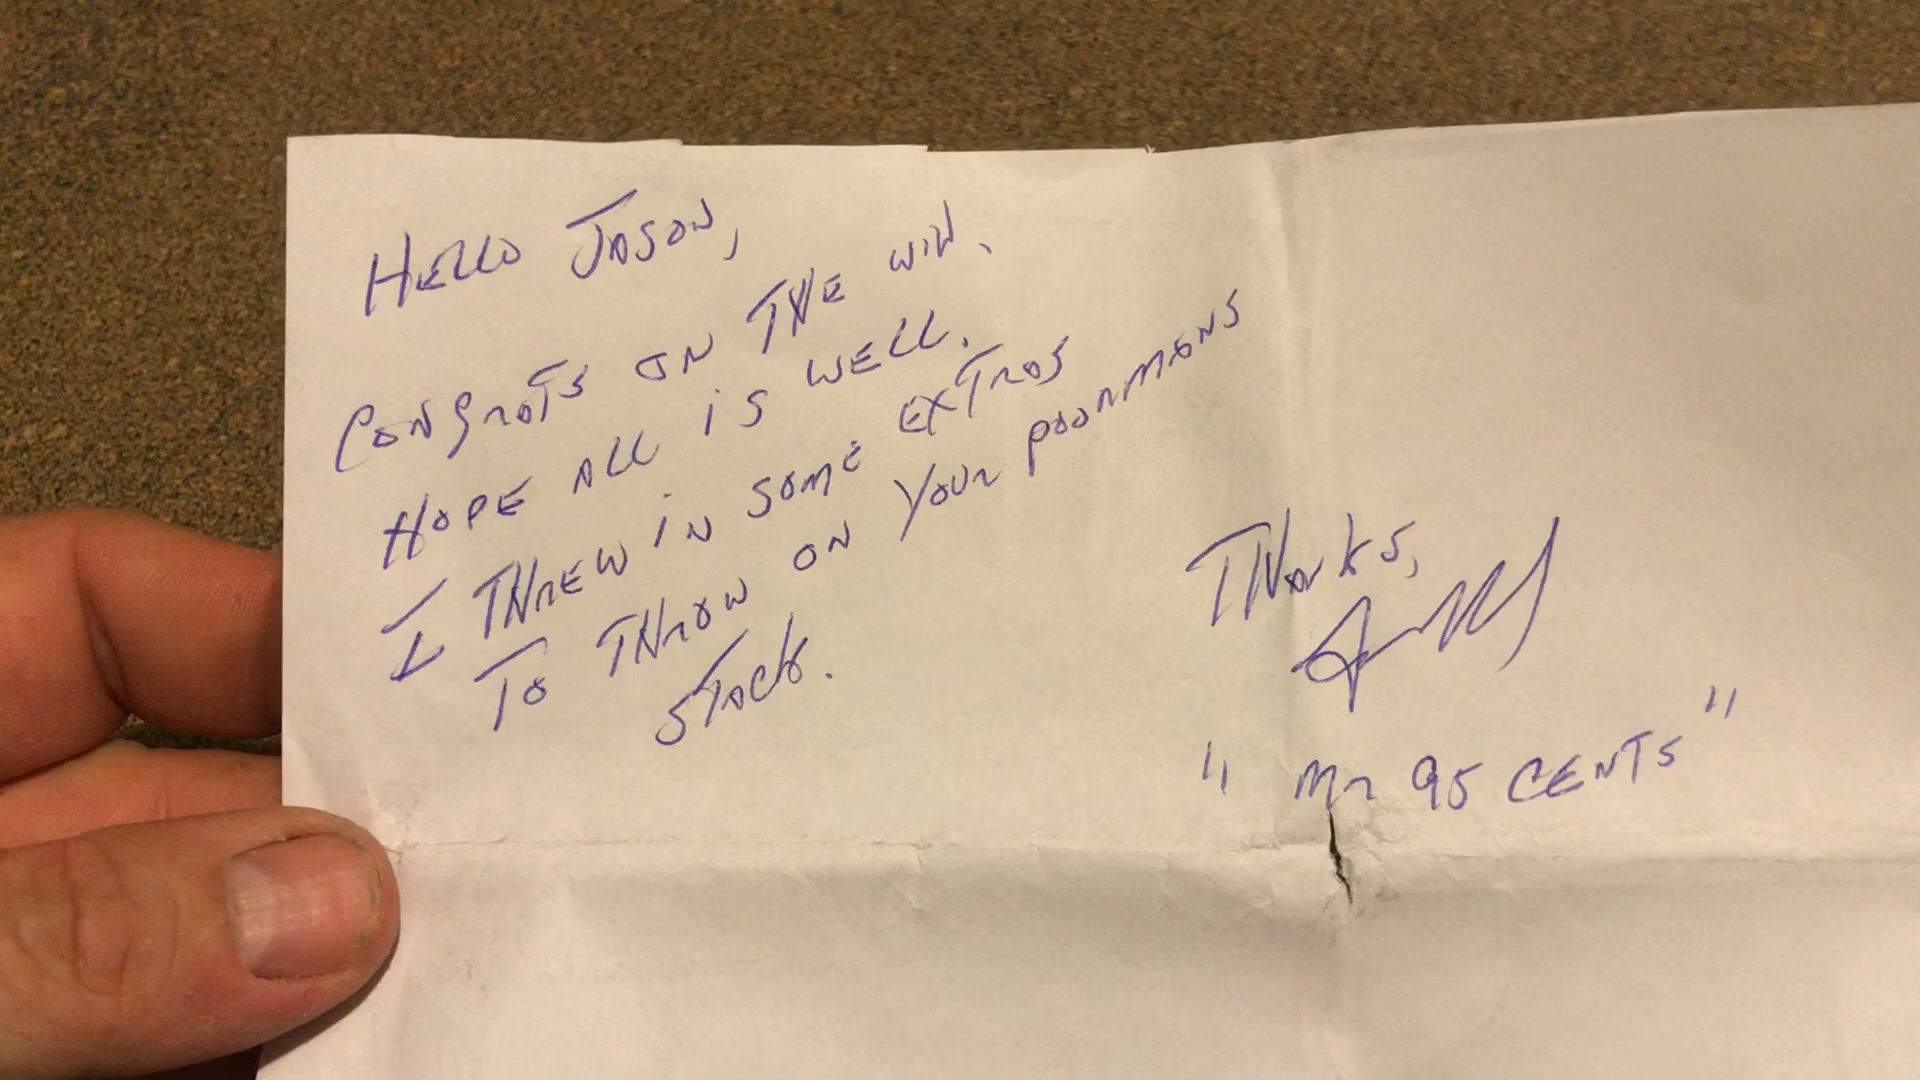 HELLO JASON,
CONGRATS ON THE WIN.
HOPE ALL IS WELL.
I THREW IN SOME EXTRAS
TO THROW ON YOUR POORMANS
STACK.
THANKS,
"MR 95 CENTS"